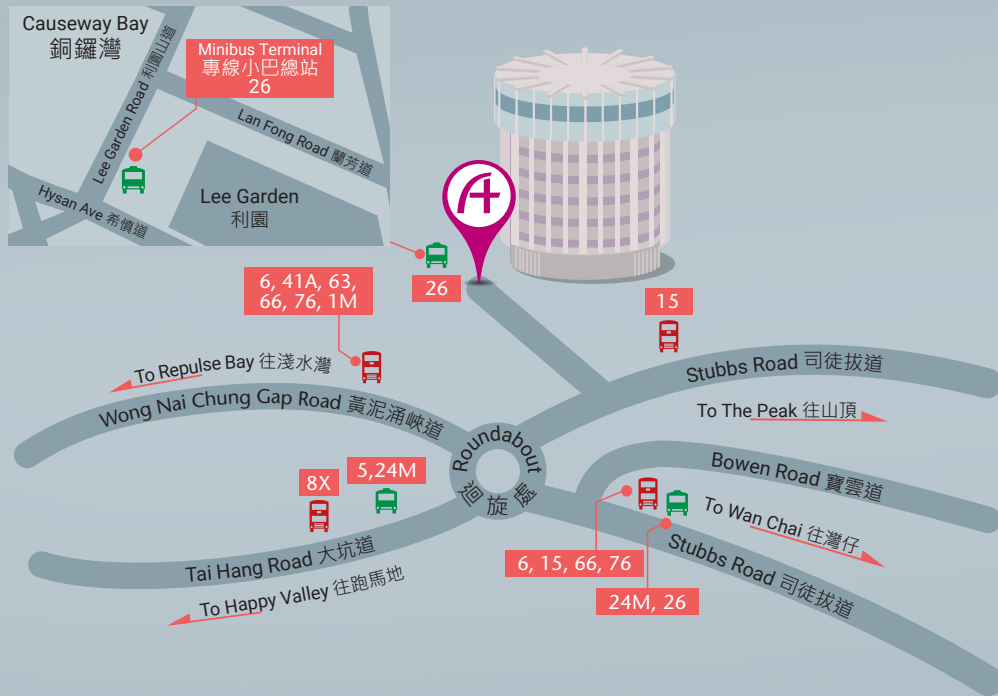 Causeway Bay
銅鑼灣
Minibus Terminal
專線小巴總站
26
Lee Garden Road 利園山道
Lan Fong Road 蘭芳道
Hysan Ave 希慎道
Lee Garden
利園
26
6, 41A, 63,
66, 76, 1M
15
To Repulse Bay 往淺水灣
Stubbs Road 司徒拔道
Wong Nai Chung Gap Road 黃泥涌峽道
To The Peak 往山頂
Roundabout
迴旋處
Bowen Road 寶雲道
8X
5,24M
To Wan Chai 往灣仔
Tai Hang Road 大坑道
6, 15, 66, 76
Stubbs Road 司徒拔道
To Happy Valley 往跑馬地
24M, 26